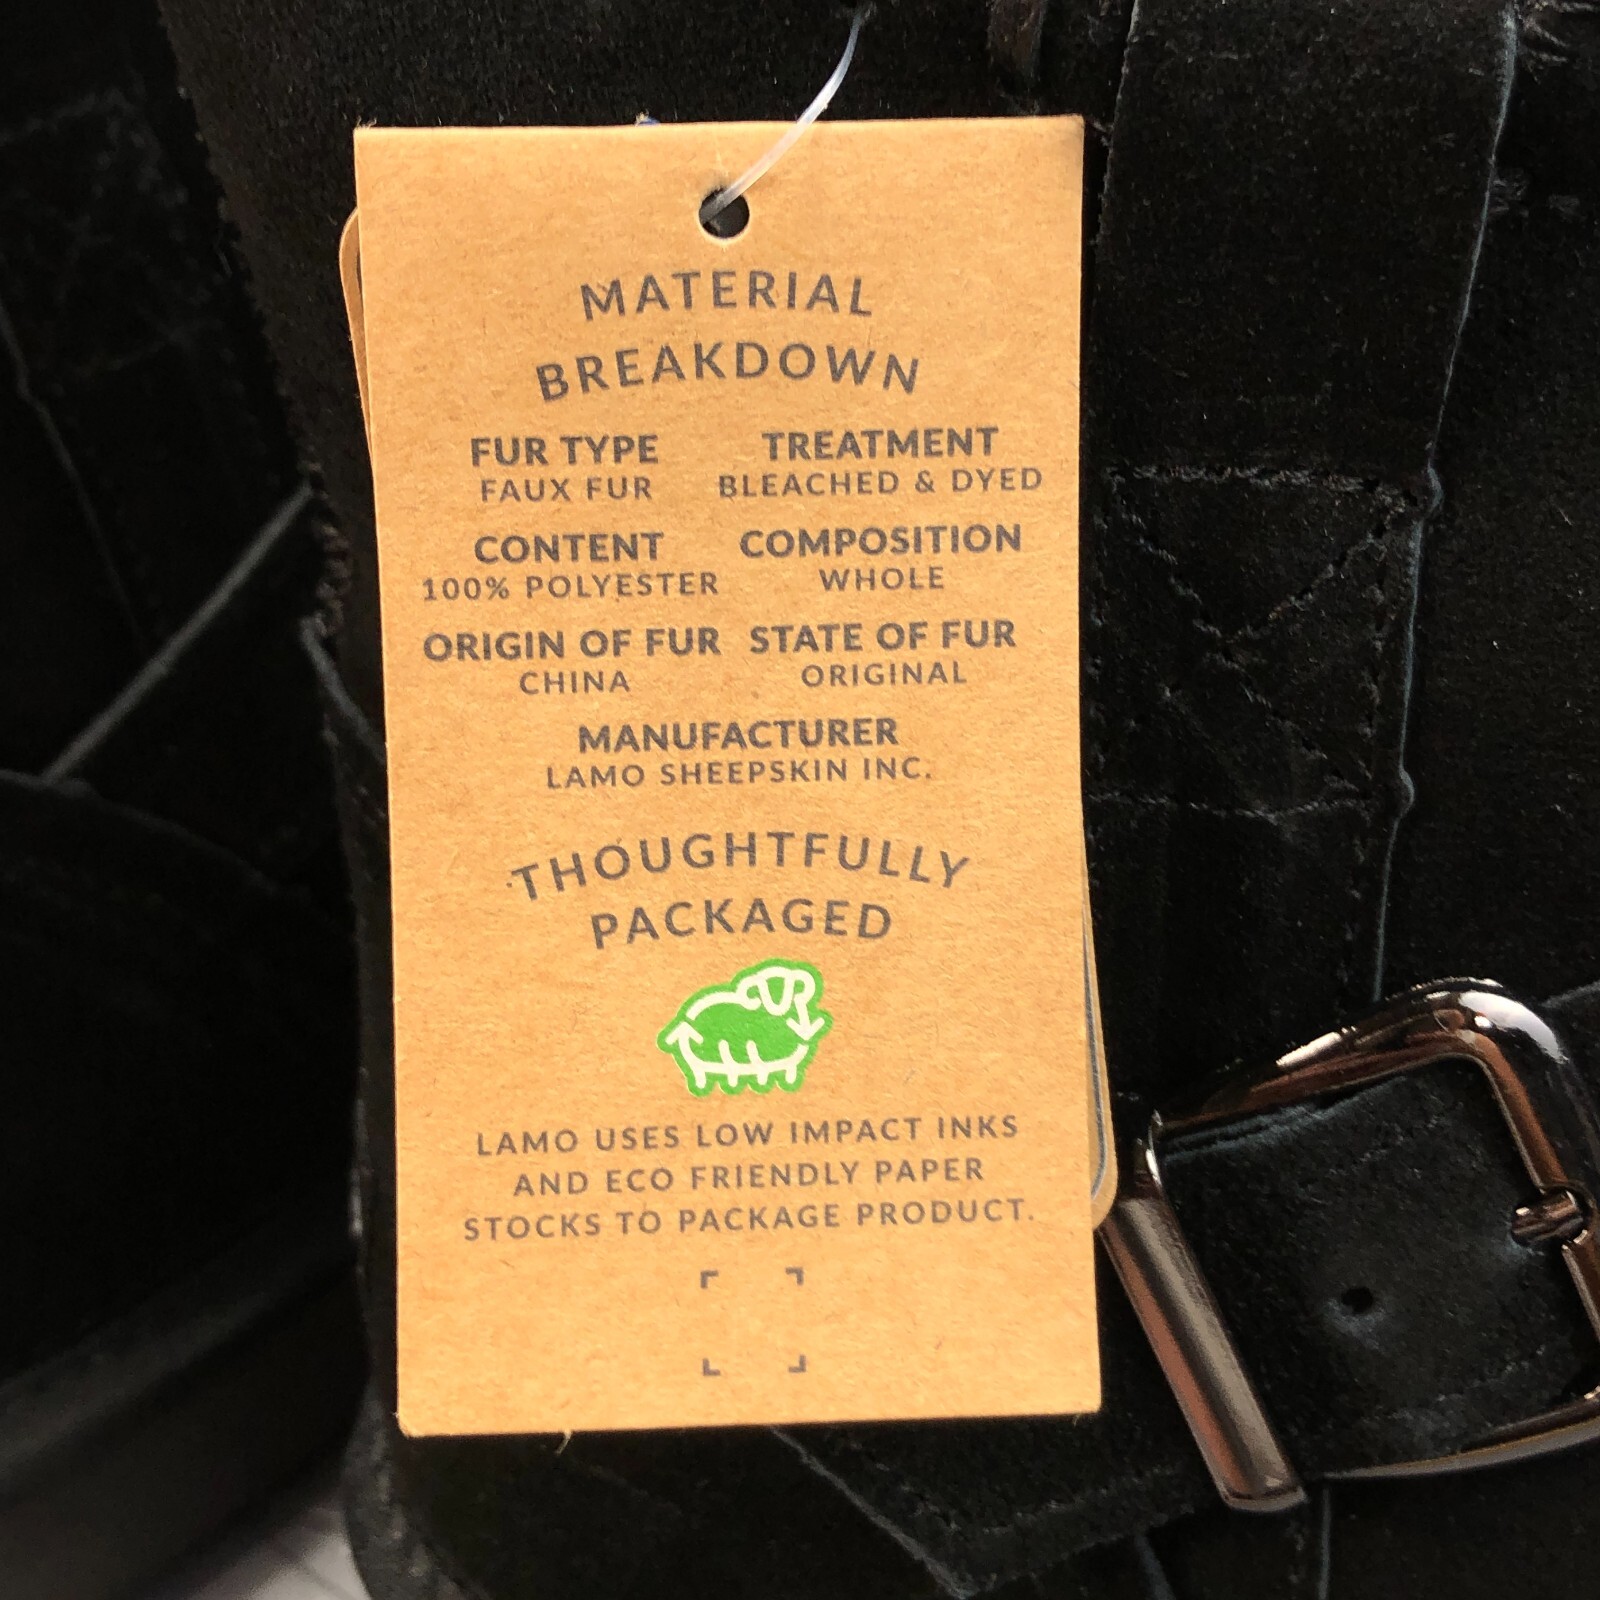 MATERIAL
BREAKDOWN
FUR TYPE TREATMENT
FAUX FUR BLEACHED & DYED
CONTENT COMPOSITION
100% POLYESTER WHOLE
ORIGIN OF FUR STATE OF FUR
CHINA ORIGINAL
MANUFACTURER
LAMO SHEEPSKIN INC.
THOUGHTFULLY
PACKAGED
LAMO USES LOW IMPACT INKS
AND ECO FRIENDLY PAPER
STOCKS TO PACKAGE PRODUCT.